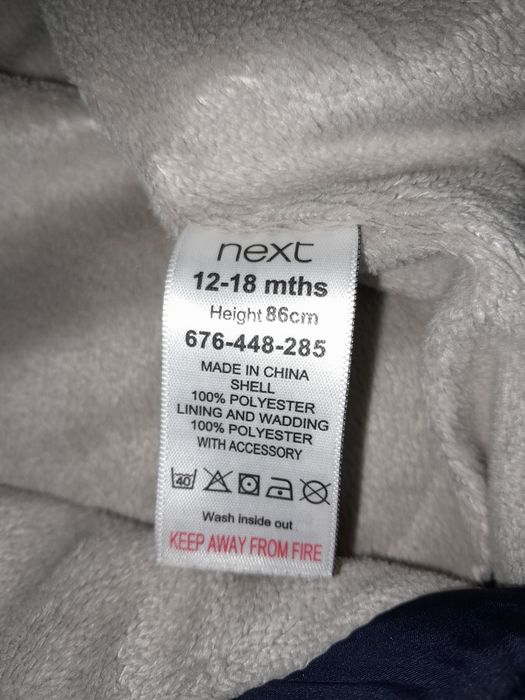 next
12-18 mths
Height 86cm
676-448-285
MADE IN CHINA
SHELL
100% POLYESTER
LINING AND WADDING
100% POLYESTER
WITH ACCESSORY
40
Wash inside out
KEEP AWAY FROM FIRE